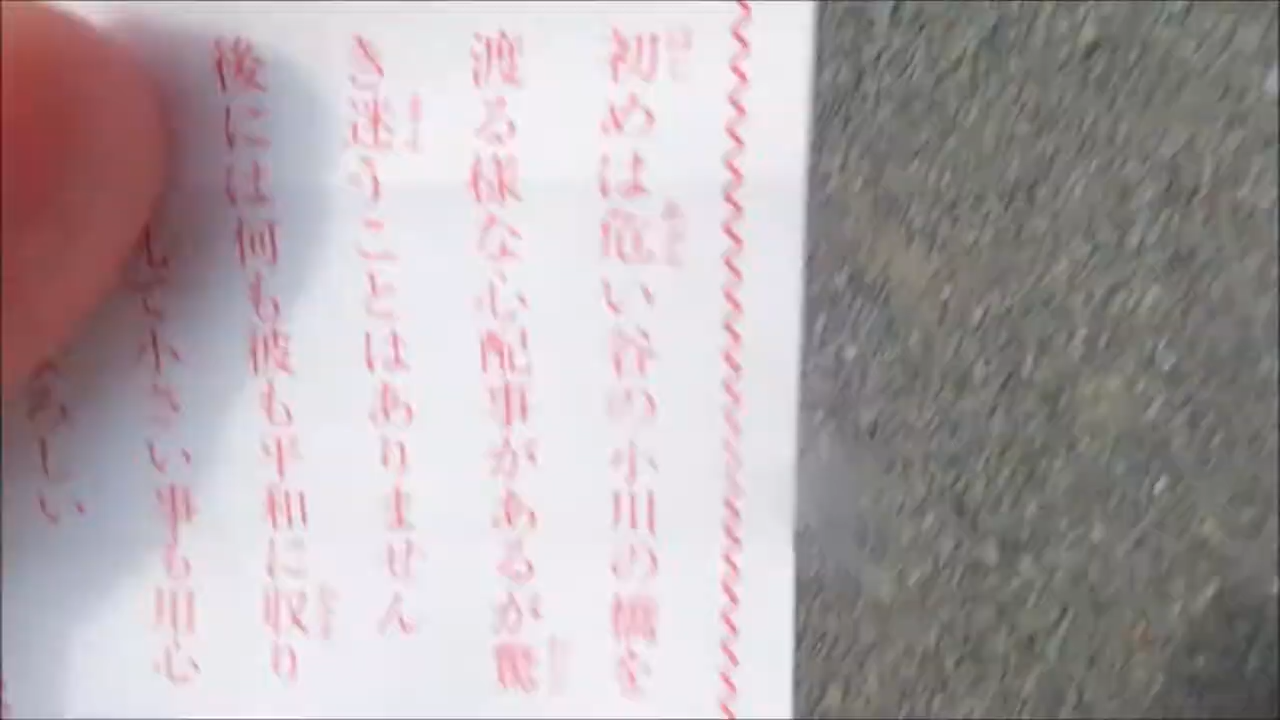 初めは危い谷の小川の橋を
渡る様な心配事があるが驚
き迷うことはありません
後には何も彼も平和に収り
小さい事も用心
しい